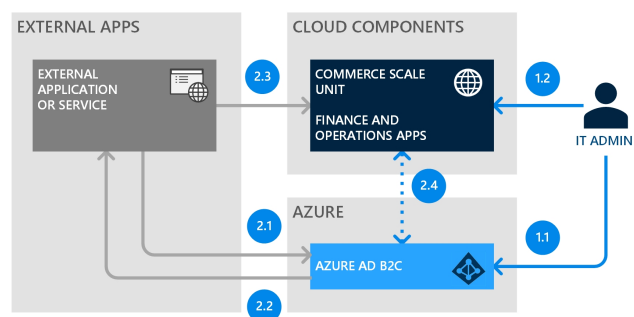 EXTERNAL APPS
CLOUD COMPONENTS
EXTERNAL
APPLICATION
OR SERVICE
2.3
COMMERCE SCALE
UNIT
FINANCE AND
OPERATIONS APPS
1.2
IT ADMIN
2.4
AZURE
2.1
1.1
AZURE AD B2C
2.2